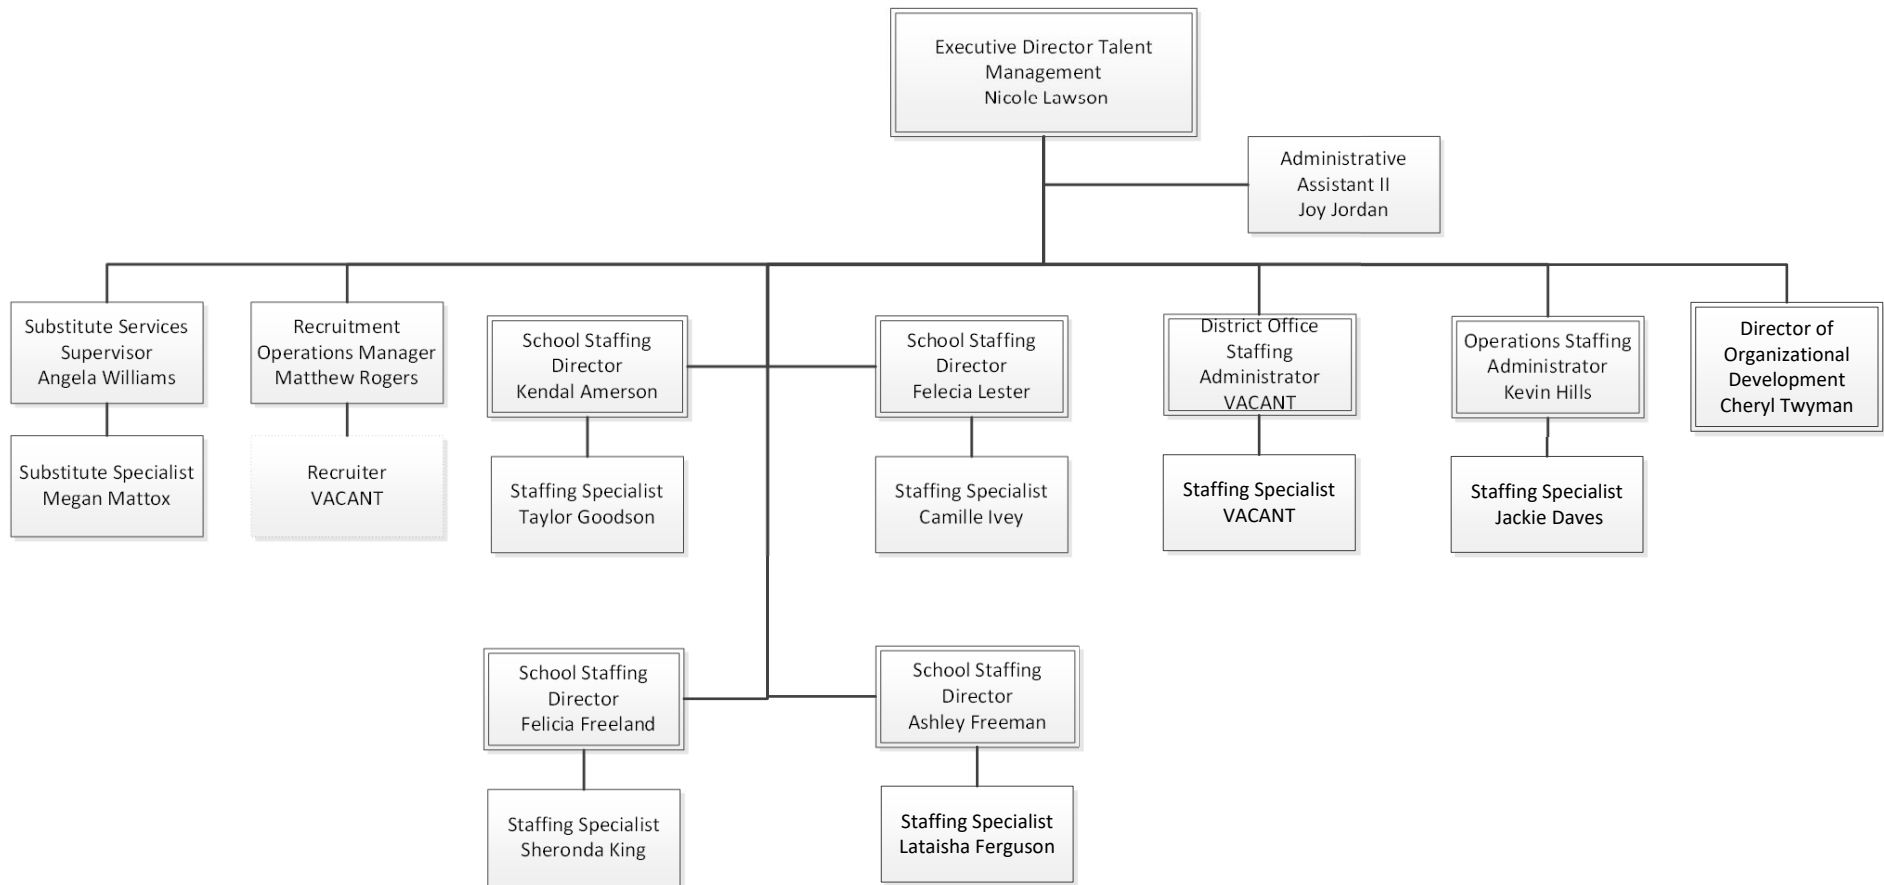 Executive Director Talent
Management
Nicole Lawson
Administrative
Assistant II
Joy Jordan
Substitute Services
Supervisor
Angela Williams
Recruitment
Operations Manager
Matthew Rogers
School Staffing
Director
Kendal Amerson
School Staffing
Director
Felecia Lester
District Office
Staffing
Administrator
VACANT
Operations Staffing
Administrator
Kevin Hills
Director of
Organizational
Development
Cheryl Twyman
Substitute Specialist
Megan Mattox
Recruiter
VACANT
Staffing Specialist
Taylor Goodson
Staffing Specialist
Camille Ivey
Staffing Specialist
VACANT
Staffing Specialist
Jackie Daves
School Staffing
Director
Felicia Freeland
School Staffing
Director
Ashley Freeman
Staffing Specialist
Sheronda King
Staffing Specialist
Lataisha Ferguson